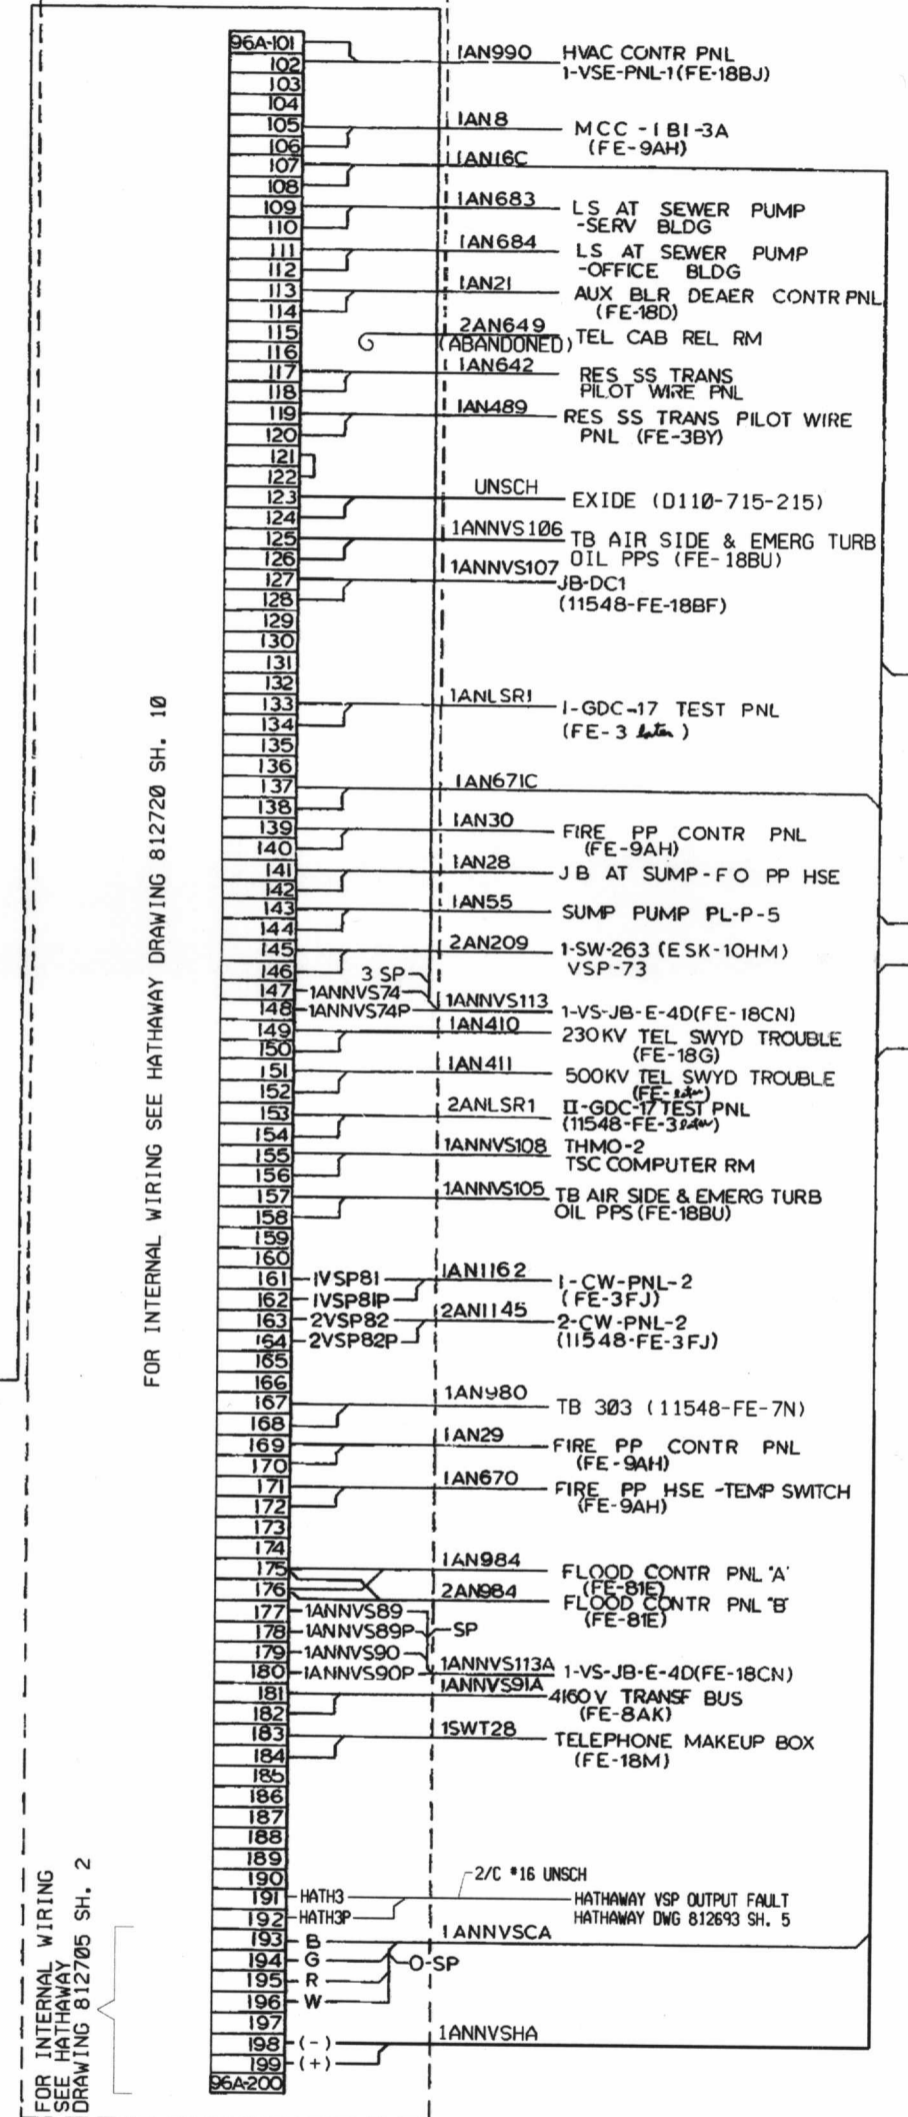 96A-101
1AN990 HVAC CONTR PNL
102
1-VSE-PNL-1(FE-18BJ)
103
104
105
1AN8 MCC-1B1-3A
106
(FE-9AH)
107
1AN16C
108
109
1AN683 LS AT SEWER PUMP
110
-SERV BLDG
111
1AN684 LS AT SEWER PUMP
112
-OFFICE BLDG
113
1AN21 AUX BLR DEAER CONTR PNL
114
(FE-18D)
115
2AN649 TEL CAB REL RM
(ABANDONED)
116
117
1AN642 RES SS TRANS
118
PILOT WIRE PNL
119
1AN489 RES SS TRANS PILOT WIRE
120
PNL (FE-3BY)
121
122
123
UNSCH EXIDE (D110-715-215)
124
125
1ANNVS106 TB AIR SIDE & EMERG TURB
126
OIL PPS (FE-18BU)
127
1ANNVS107 JB-DC1
128
(11548-FE-18BF)
129
130
131
132
133
1ANLSR1 1-GDC-17 TEST PNL
134
(FE-3 later)
135
136
137
1AN671C
138
139
1AN30 FIRE PP CONTR PNL
140
(FE-9AH)
141
1AN28 JB AT SUMP-FO PP HSE
142
143
1AN55 SUMP PUMP PL-P-5
144
145
2AN209 1-SW-263 (ESK-10HM)
146
VSP-73
3 SP
147 1ANNVS74
148 1ANNVS74P 1ANNVS113 1-VS-JB-E-4D(FE-18CN)
149
1AN410 230KV TEL SWYD TROUBLE
150
(FE-18G)
151
1AN411 500KV TEL SWYD TROUBLE
152
(FE-later)
153
2ANLSR1 II-GDC-17 TEST PNL
(11548-FE-3later)
154
155
1ANNVS108 THMO-2
156
TSC COMPUTER RM
157
1ANNVS105 TB AIR SIDE & EMERG TURB
158
OIL PPS(FE-18BU)
159
160
161 1VSP81 1AN1162 1-CW-PNL-2
162 1VSP81P (FE-3FJ)
163 2VSP82 2AN1145 2-CW-PNL-2
164 2VSP82P (11548-FE-3FJ)
165
166
167
1AN980 TB 303 (11548-FE-7N)
168
169
1AN29 FIRE PP CONTR PNL
170
(FE-9AH)
171
1AN670 FIRE PP HSE-TEMP SWITCH
172
(FE-9AH)
173
174
175
1AN984 FLOOD CONTR PNL "A"
(FE-81E)
176
2AN984 FLOOD CONTR PNL "B"
(FE-81E)
177 1ANNVS89
178 1ANNVS89P SP
179 1ANNVS90
180 1ANNVS90P 1ANNVS113A 1-VS-JB-E-4D(FE-18CN)
181
1ANNVS91A 4160V TRANSF BUS
182
(FE-8AK)
183
1SWT28 TELEPHONE MAKEUP BOX
184
(FE-18M)
185
186
187
188
189
190
2/C #16 UNSCH
191 HATH3 HATHAWAY VSP OUTPUT FAULT
192 HATH3P HATHAWAY DWG 812693 SH. 5
193 B 1ANNVSCA
194 G O-SP
195 R
196 W
197
198 (-) 1ANNVSHA
199 (+)
96A-200
FOR INTERNAL WIRING SEE HATHAWAY DRAWING 812720 SH. 10
FOR INTERNAL WIRING
SEE HATHAWAY
DRAWING 812705 SH. 2